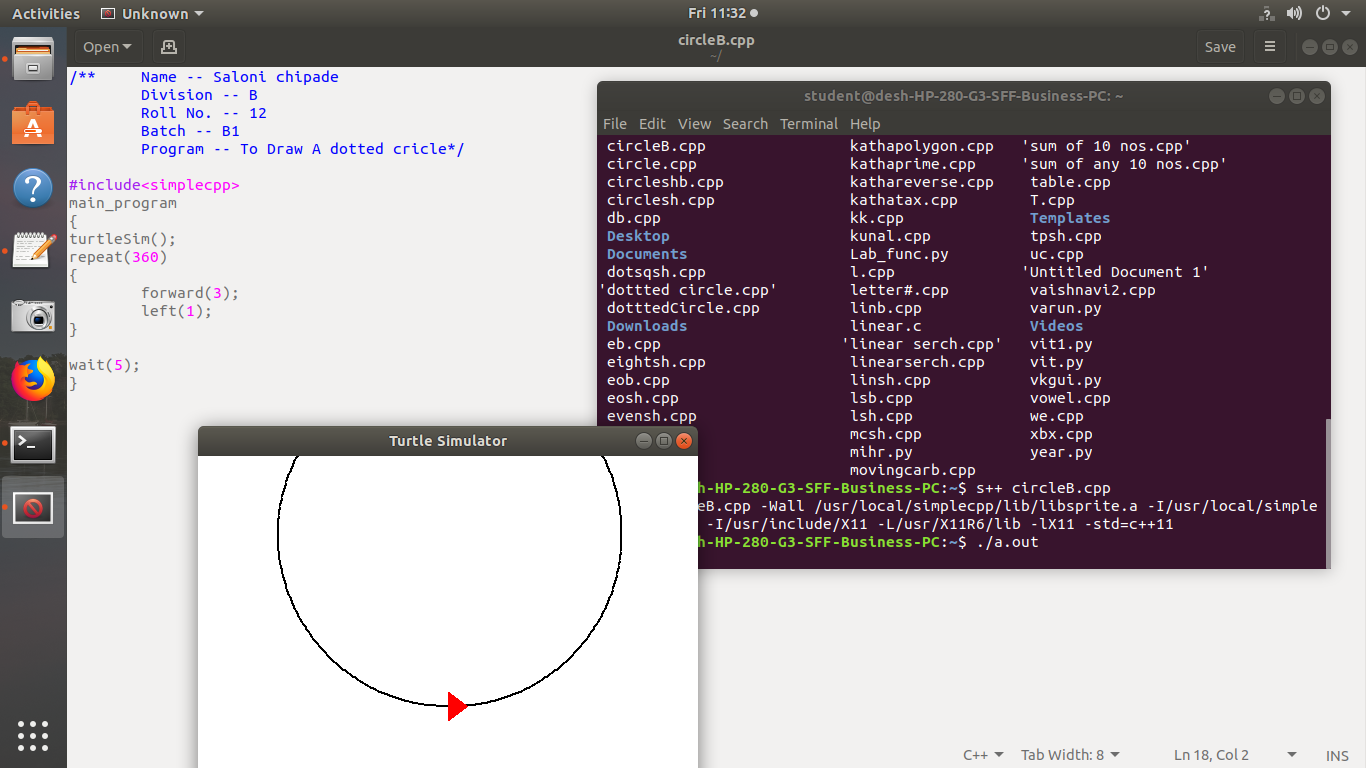 Activities Unknown Fri 11:32
Open circleB.cpp Save
~/
/** Name -- Saloni chipade
Division -- B
Roll No. -- 12
Batch -- B1
Program -- To Draw A dotted cricle*/
#include<simplecpp>
main_program
{
turtleSim();
repeat(360)
{
forward(3);
left(1);
}
wait(5);
}
student@desh-HP-280-G3-SFF-Business-PC: ~
File Edit View Search Terminal Help
circleB.cpp kathapolygon.cpp 'sum of 10 nos.cpp'
circle.cpp kathaprime.cpp 'sum of any 10 nos.cpp'
circleshb.cpp kathareverse.cpp table.cpp
circlesh.cpp kathatax.cpp T.cpp
db.cpp kk.cpp Templates
Desktop kunal.cpp tpsh.cpp
Documents Lab_func.py uc.cpp
dotsqsh.cpp l.cpp 'Untitled Document 1'
'dottted circle.cpp' letter#.cpp vaishnavi2.cpp
dotttedCircle.cpp linb.cpp varun.py
Downloads linear.c Videos
eb.cpp 'linear serch.cpp' vit1.py
eightsh.cpp linearserch.cpp vit.py
eob.cpp linsh.cpp vkgui.py
eosh.cpp lsb.cpp vowel.cpp
evensh.cpp lsh.cpp we.cpp
mcsh.cpp xbx.cpp
mihr.py year.py
movingcarb.cpp
h-HP-280-G3-SFF-Business-PC:~$ s++ circleB.cpp
eB.cpp -Wall /usr/local/simplecpp/lib/libsprite.a -I/usr/local/simple
-I/usr/include/X11 -L/usr/X11R6/lib -lX11 -std=c++11
h-HP-280-G3-SFF-Business-PC:~$ ./a.out
Turtle Simulator
C++ Tab Width: 8 Ln 18, Col 2 INS